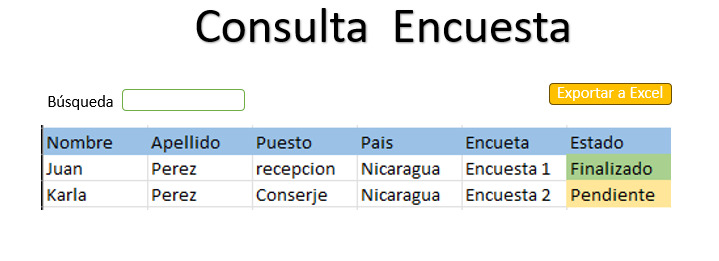 Consulta Encuesta
Búsqueda
Exportar a Excel
Nombre Apellido Puesto Pais Encueta Estado
Juan Perez recepcion Nicaragua Encuesta 1 Finalizado
Karla Perez Conserje Nicaragua Encuesta 2 Pendiente